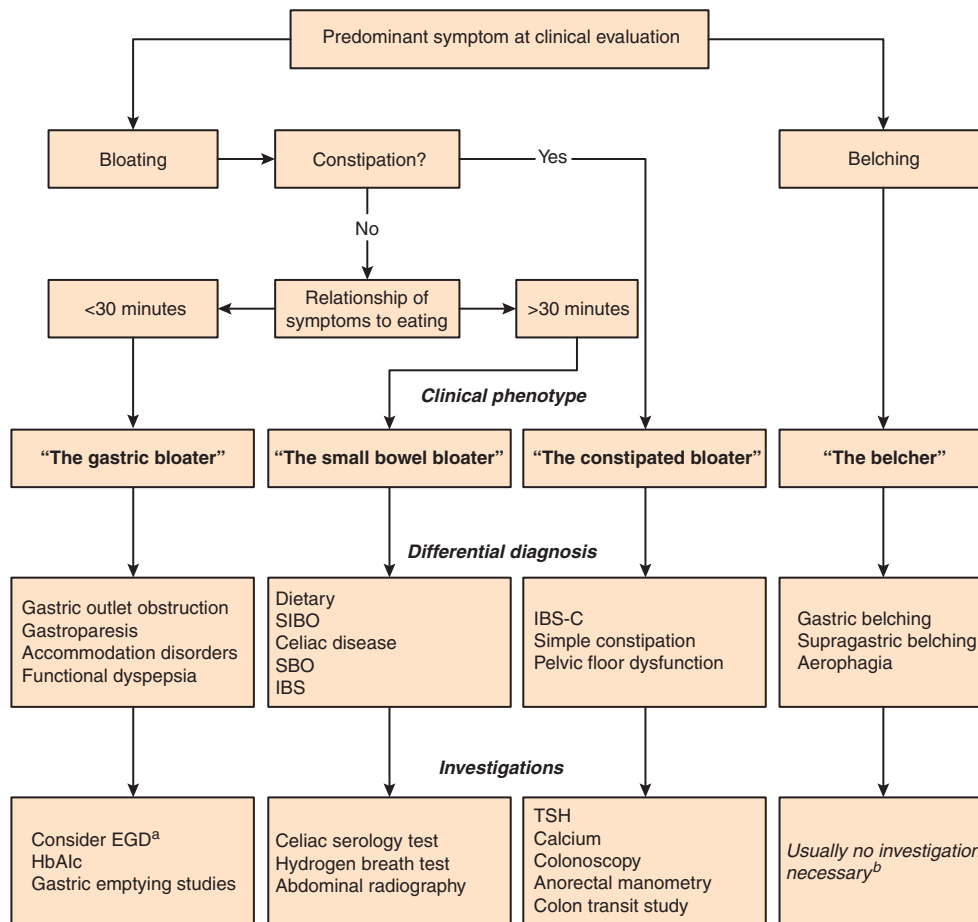 Predominant symptom at clinical evaluation
Bloating
Constipation?
Yes
Belching
No
<30 minutes
Relationship of
symptoms to eating
>30 minutes
Clinical phenotype
“The gastric bloater”
“The small bowel bloater”
“The constipated bloater”
“The belcher”
Differential diagnosis
Gastric outlet obstruction
Gastroparesis
Accommodation disorders
Functional dyspepsia
Dietary
SIBO
Celiac disease
SBO
IBS
IBS-C
Simple constipation
Pelvic floor dysfunction
Gastric belching
Supragastric belching
Aerophagia
Investigations
Consider EGDa
HbAlc
Gastric emptying studies
Celiac serology test
Hydrogen breath test
Abdominal radiography
TSH
Calcium
Colonoscopy
Anorectal manometry
Colon transit study
Usually no investigation
necessaryb